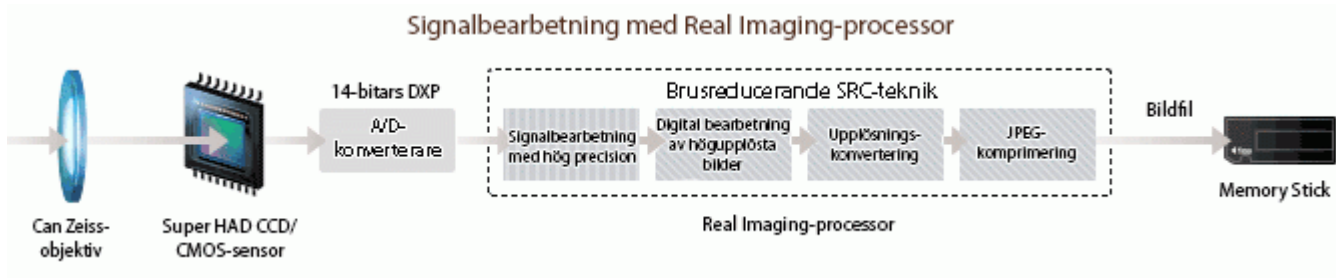 Signalbearbetning med Real Imaging-processor
14-bitars DXP
A/D-
konverterare
Brusreducerande SRC-teknik
Signalbearbetning
med hög precision
Digital bearbetning
av högupplösta
bilder
Upplösnings-
konvertering
JPEG-
komprimering
Bildfil
Can Zeiss-
objektiv
Super HAD CCD/
CMOS-sensor
Real Imaging-processor
Memory Stick